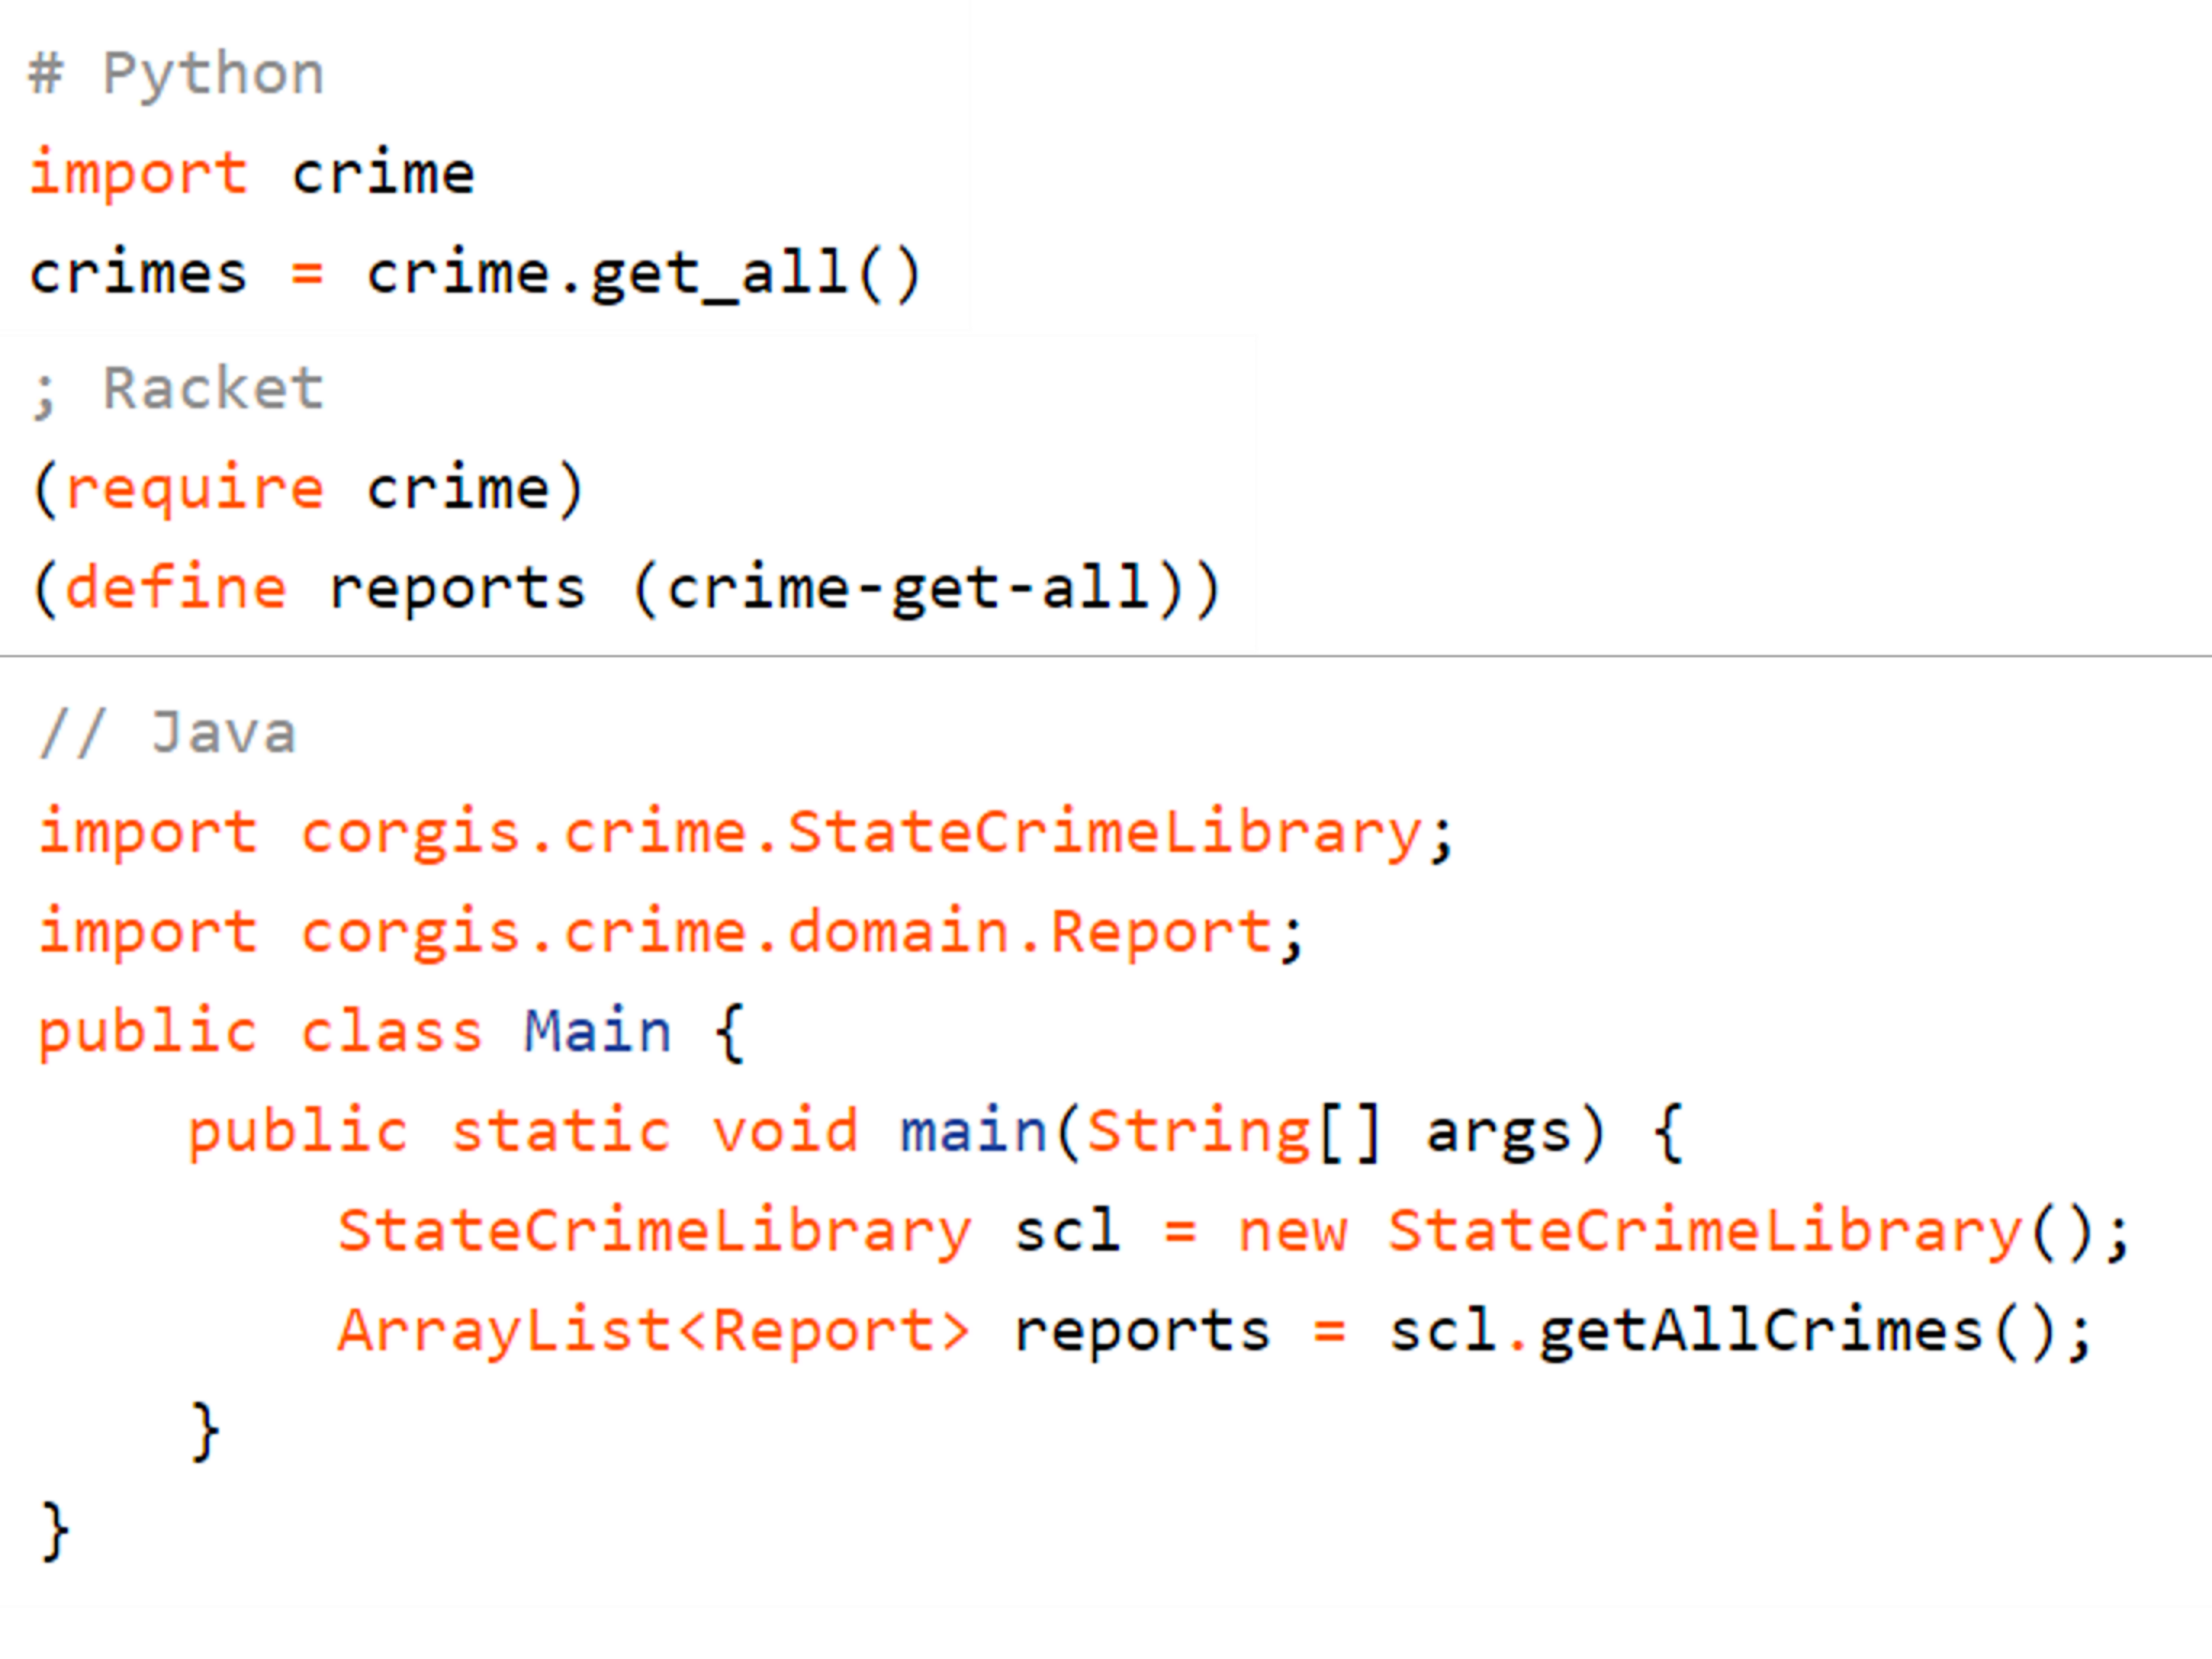 # Python
import crime
crimes = crime.get_all()
; Racket
(require crime)
(define reports (crime-get-all))
// Java
import corgis.crime.StateCrimeLibrary;
import corgis.crime.domain.Report;
public class Main {
    public static void main(String[] args) {
        StateCrimeLibrary scl = new StateCrimeLibrary();
        ArrayList<Report> reports = scl.getAllCrimes();
    }
}